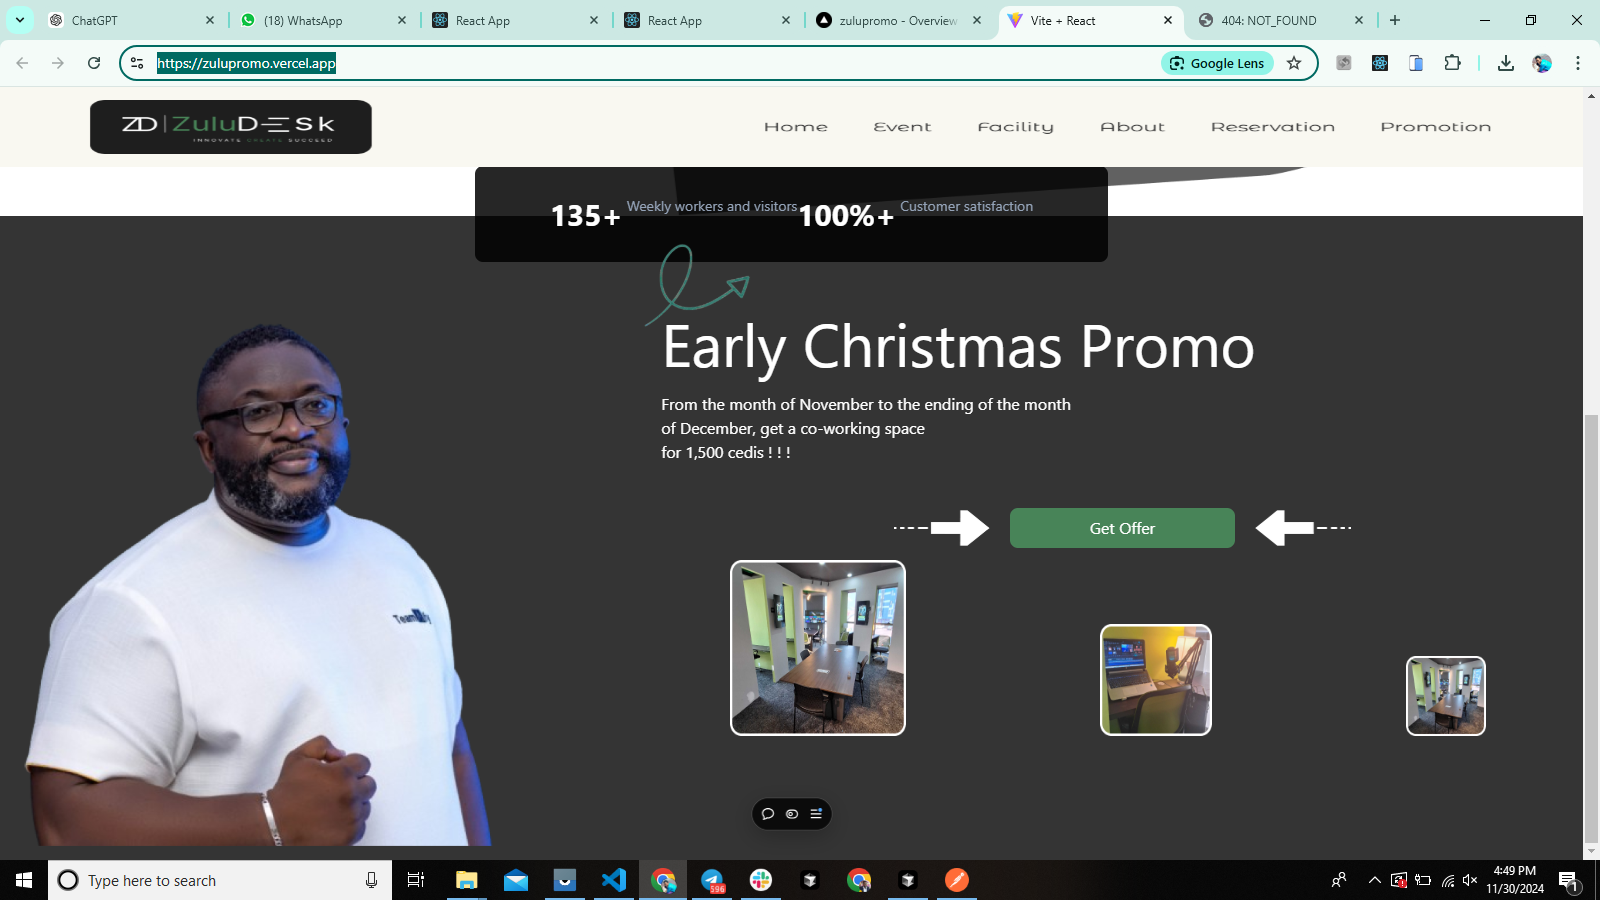 ChatGPT
(18) WhatsApp
React App
React App
zulupromo - Overview
Vite + React
404: NOT_FOUND
https://zulupromo.vercel.app
Google Lens
ZD | ZuluDESk
INNOVATE CREATE SUCCEED
Home
Event
Facility
About
Reservation
Promotion
135+ Weekly workers and visitors
100%+ Customer satisfaction
Early Christmas Promo
From the month of November to the ending of the month
of December, get a co-working space
for 1,500 cedis ! ! !
Get Offer
Type here to search
596
4:49 PM
11/30/2024
1